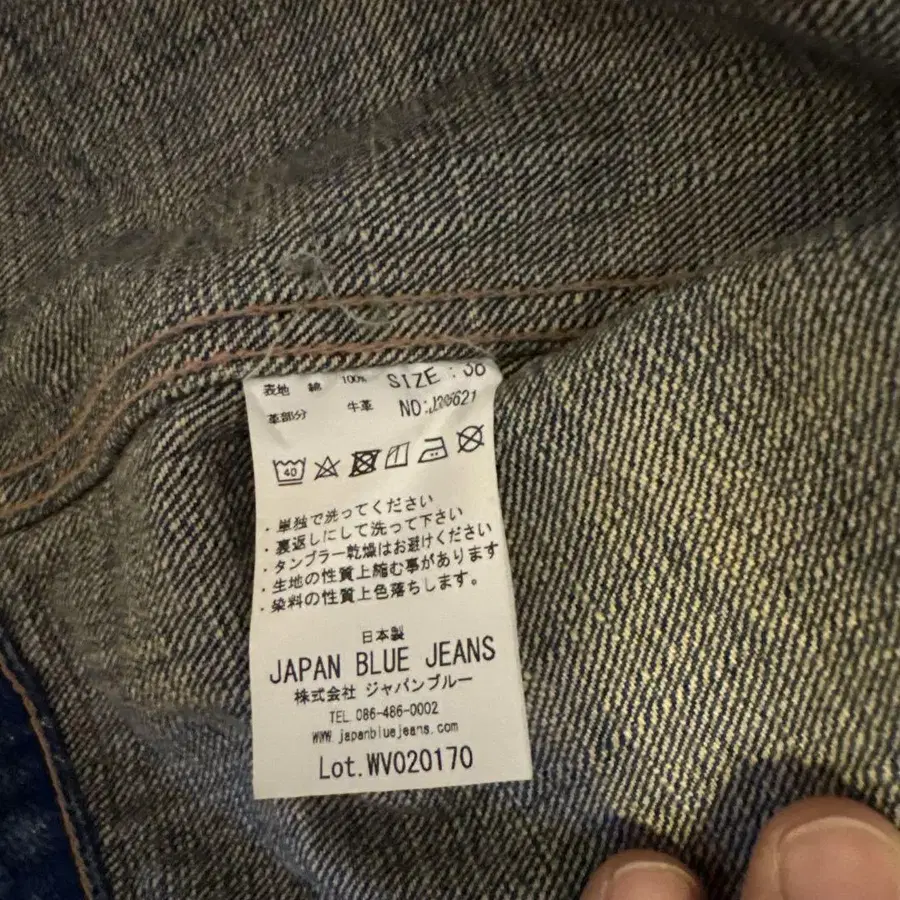 表地 綿 100% SIZE : 38
革部分 牛革 NO:
40
・単独で洗ってください
・裏返しにして洗って下さい
・タンブラー乾燥はお避けください
・生地の性質上縮む事があります
・染料の性質上色落ちします。
日本製
JAPAN BLUE JEANS
株式会社 ジャパンブルー
TEL 086-486-0002
WWW.japanbluejeans.com
Lot.WV020170